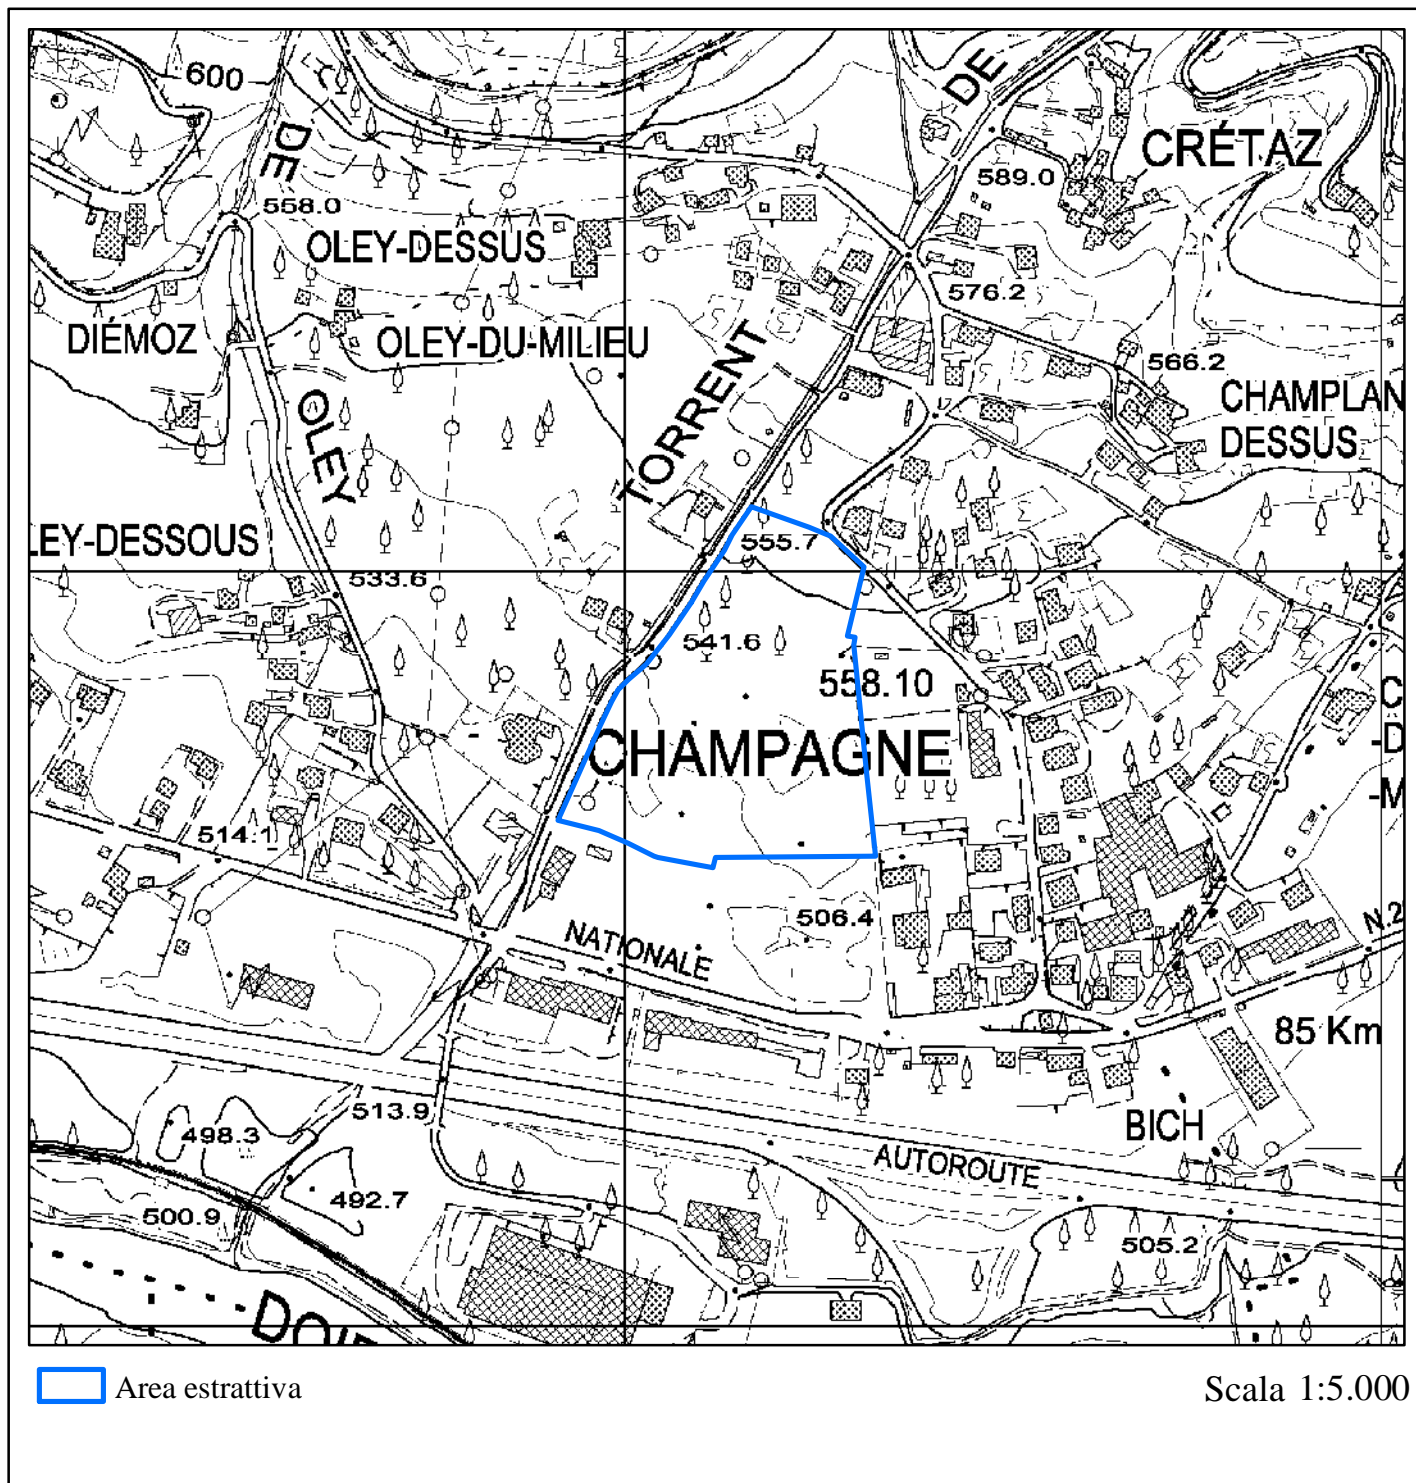 600
DE
DE
CRÉTAZ
589.0
558.0
OLEY-DESSUS
576.2
DIÉMOZ
OLEY-DU-MILIEU
566.2
TORRENT
OLEY
CHAMPLAN
DESSUS
LEY-DESSOUS
555.7
533.6
541.6
558.10
C
CHAMPAGNE
-D
-M
514.1
506.4
NATIONALE
N.2
85 Km
513.9
498.3
BICH
AUTOROUTE
492.7
500.9
505.2
DOIR
Area estrattiva
Scala 1:5.000